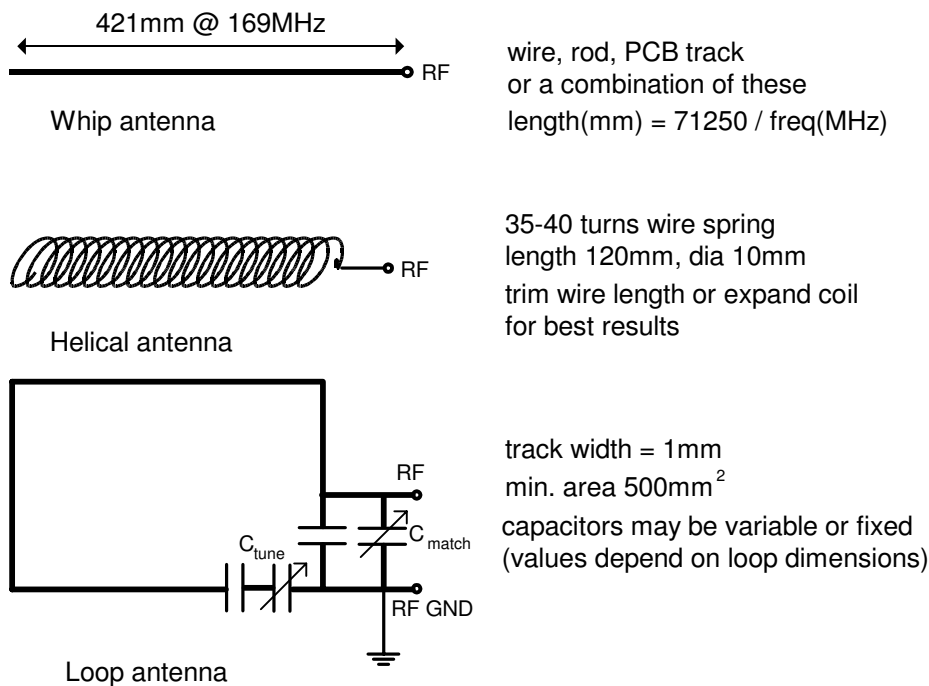 421mm @ 169MHz
RF
Whip antenna
wire, rod, PCB track
or a combination of these
length(mm) = 71250 / freq(MHz)
RF
Helical antenna
35-40 turns wire spring
length 120mm, dia 10mm
trim wire length or expand coil
for best results
RF
C tune
C match
RF GND
Loop antenna
track width = 1mm
min. area 500mm²
capacitors may be variable or fixed
(values depend on loop dimensions)